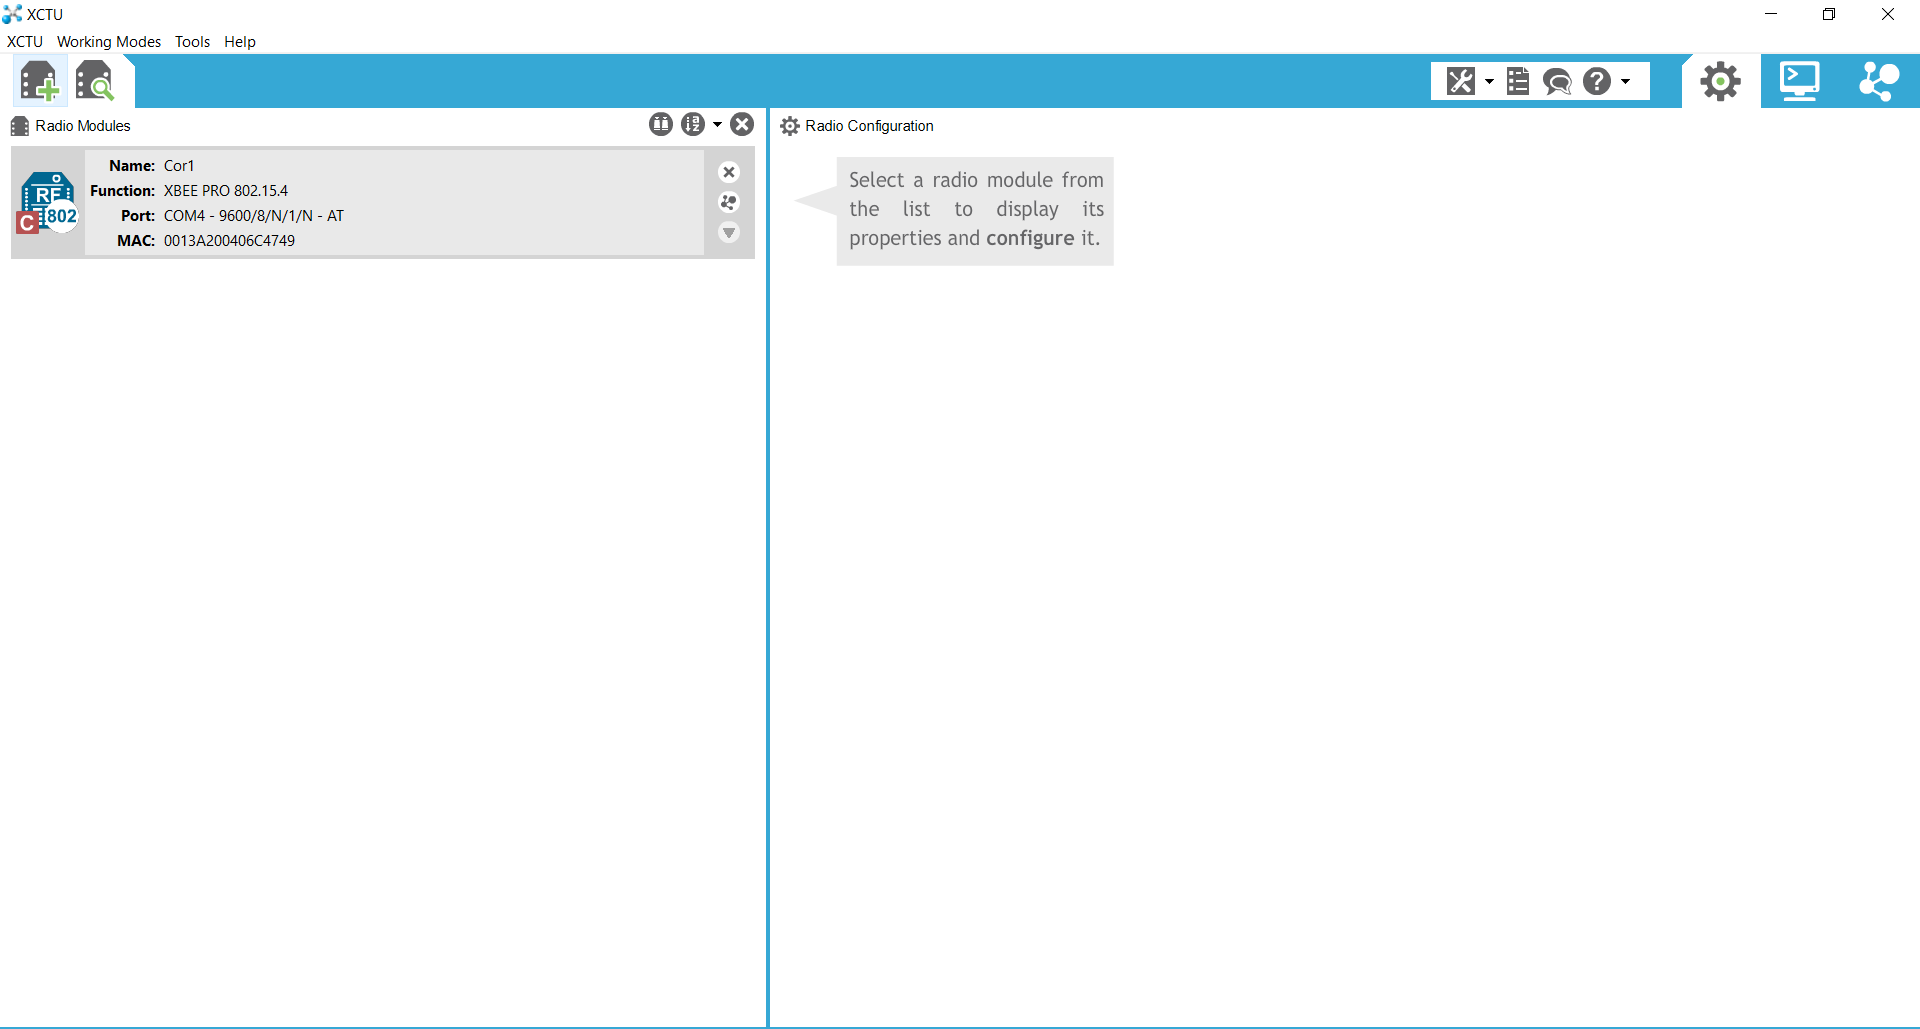 XCTU
XCTU Working Modes Tools Help
Radio Modules
Radio Configuration
RF
C
802
Name: Cor1
Function: XBEE PRO 802.15.4
Port: COM4 - 9600/8/N/1/N - AT
MAC: 0013A200406C4749
Select a radio module from
the list to display its
properties and configure it.